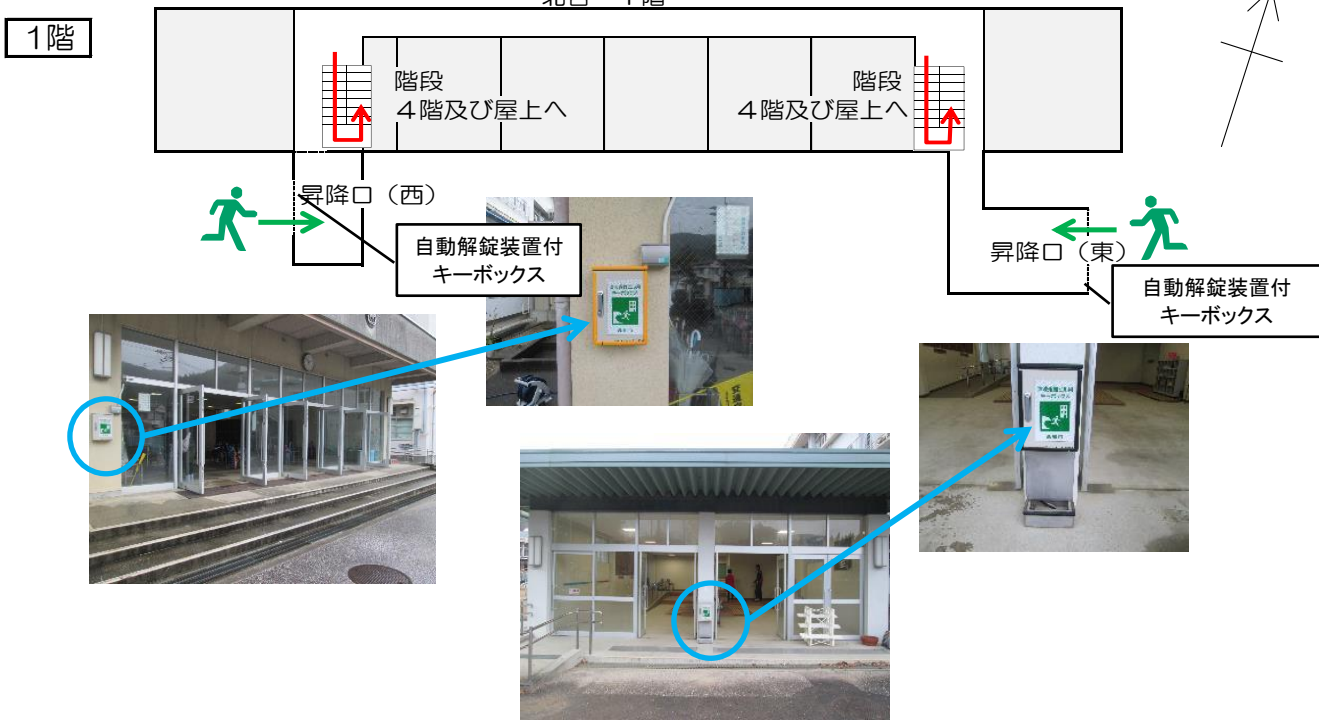 1階
階段
4階及び屋上へ
階段
4階及び屋上へ
昇降口（西）
自動解錠装置付
キーボックス
昇降口（東）
自動解錠装置付
キーボックス